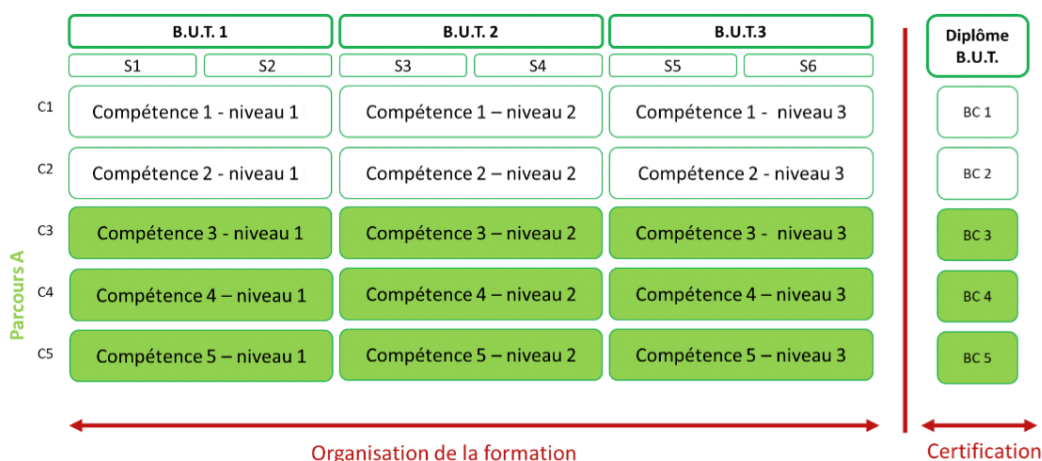 B.U.T. 1 B.U.T. 2 B.U.T.3 Diplôme
B.U.T.
S1 S2 S3 S4 S5 S6
C1 Compétence 1 - niveau 1 Compétence 1 – niveau 2 Compétence 1 - niveau 3 BC 1
C2 Compétence 2 - niveau 1 Compétence 2 – niveau 2 Compétence 2 - niveau 3 BC 2
C3 Compétence 3 - niveau 1 Compétence 3 – niveau 2 Compétence 3 - niveau 3 BC 3
Parcours A
C4 Compétence 4 – niveau 1 Compétence 4 – niveau 2 Compétence 4 – niveau 3 BC 4
C5 Compétence 5 – niveau 1 Compétence 5 – niveau 2 Compétence 5 – niveau 3 BC 5
Organisation de la formation Certification